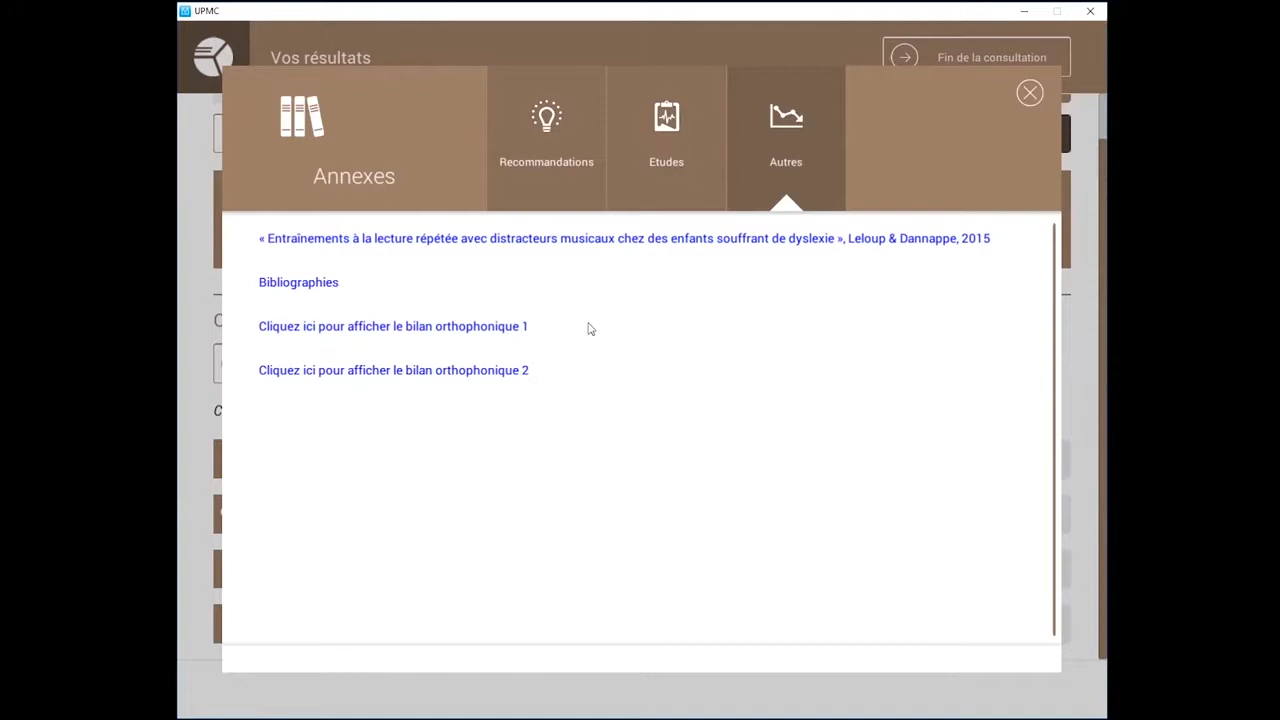 UPMC
Vos résultats
Fin de la consultation
Annexes
Recommandations
Etudes
Autres
« Entraînements à la lecture répétée avec distracteurs musicaux chez des enfants souffrant de dyslexie », Leloup & Dannappe, 2015
Bibliographies
Cliquez ici pour afficher le bilan orthophonique 1
Cliquez ici pour afficher le bilan orthophonique 2